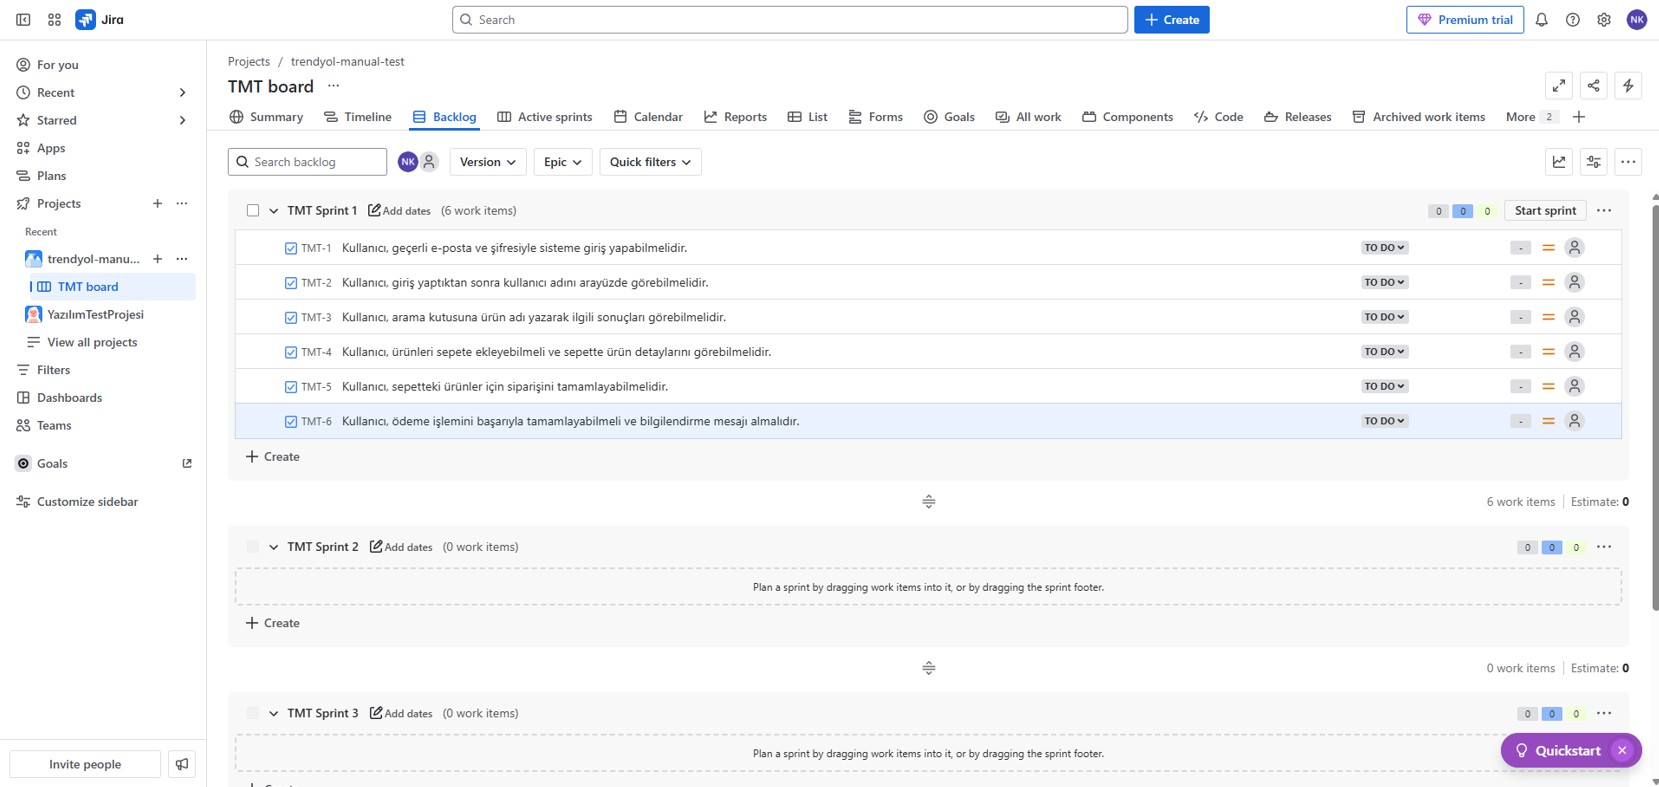 Jira
Search
Create
Premium trial
NK
For you
Recent
Starred
Apps
Plans
Projects
Recent
trendyol-manu...
TMT board
YazılımTestProjesi
View all projects
Filters
Dashboards
Teams
Goals
Customize sidebar
Invite people
Projects / trendyol-manual-test
TMT board
Summary Timeline Backlog Active sprints Calendar Reports List Forms Goals All work Components Code Releases Archived work items More 2
Search backlog NK Version Epic Quick filters
TMT Sprint 1 Add dates (6 work items) 0 0 0 Start sprint
TMT-1 Kullanıcı, geçerli e-posta ve şifresiyle sisteme giriş yapabilmelidir. TO DO -
TMT-2 Kullanıcı, giriş yaptıktan sonra kullanıcı adını arayüzde görebilmelidir. TO DO -
TMT-3 Kullanıcı, arama kutusuna ürün adı yazarak ilgili sonuçları görebilmelidir. TO DO -
TMT-4 Kullanıcı, ürünleri sepete ekleyebilmeli ve sepette ürün detaylarını görebilmelidir. TO DO -
TMT-5 Kullanıcı, sepetteki ürünler için siparişini tamamlayabilmelidir. TO DO -
TMT-6 Kullanıcı, ödeme işlemini başarıyla tamamlayabilmeli ve bilgilendirme mesajı almalıdır. TO DO -
Create
6 work items Estimate: 0
TMT Sprint 2 Add dates (0 work items) 0 0 0
Plan a sprint by dragging work items into it, or by dragging the sprint footer.
Create
0 work items Estimate: 0
TMT Sprint 3 Add dates (0 work items) 0 0 0
Plan a sprint by dragging work items into it, or by dragging the sprint footer.
Quickstart